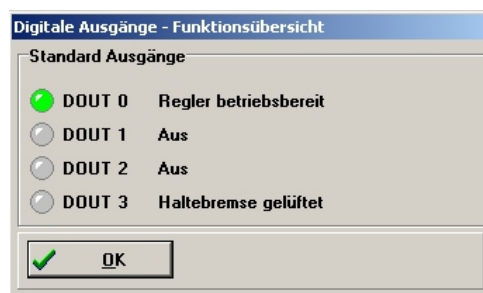 Digitale Ausgänge - Funktionsübersicht
Standard Ausgänge
DOUT 0 Regler betriebsbereit
DOUT 1 Aus
DOUT 2 Aus
DOUT 3 Haltebremse gelüftet
OK